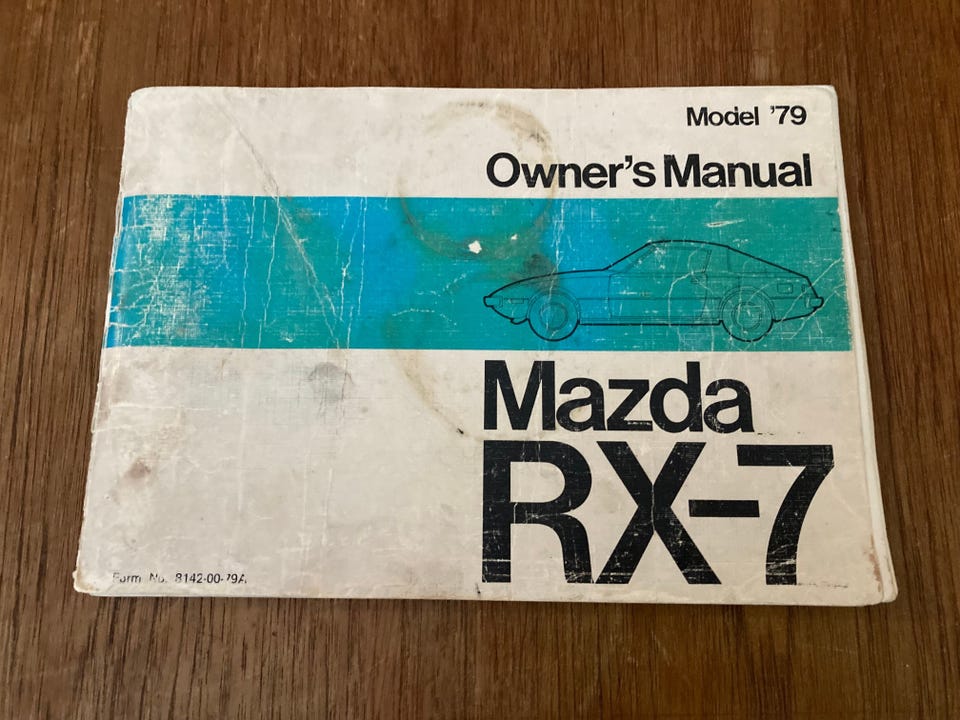 Model '79
Owner's Manual
Mazda
RX-7
Form No. 8142-00-79A